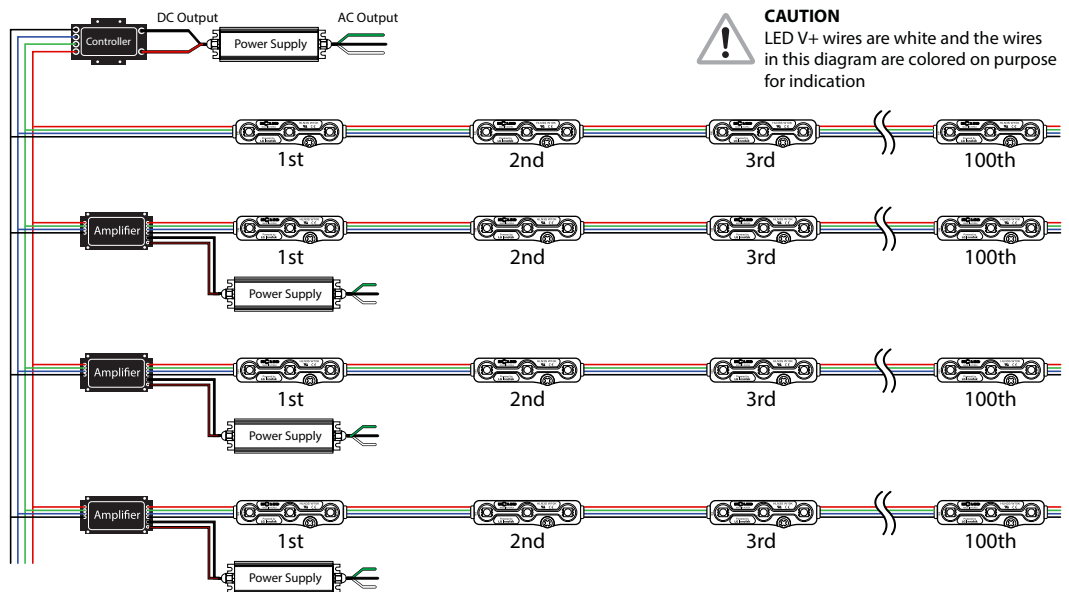 DC Output
AC Output
Controller
Power Supply
CAUTION
LED V+ wires are white and the wires
in this diagram are colored on purpose
for indication
1st
2nd
3rd
100th
Amplifier
1st
2nd
3rd
100th
Power Supply
Amplifier
1st
2nd
3rd
100th
Power Supply
Amplifier
1st
2nd
3rd
100th
Power Supply